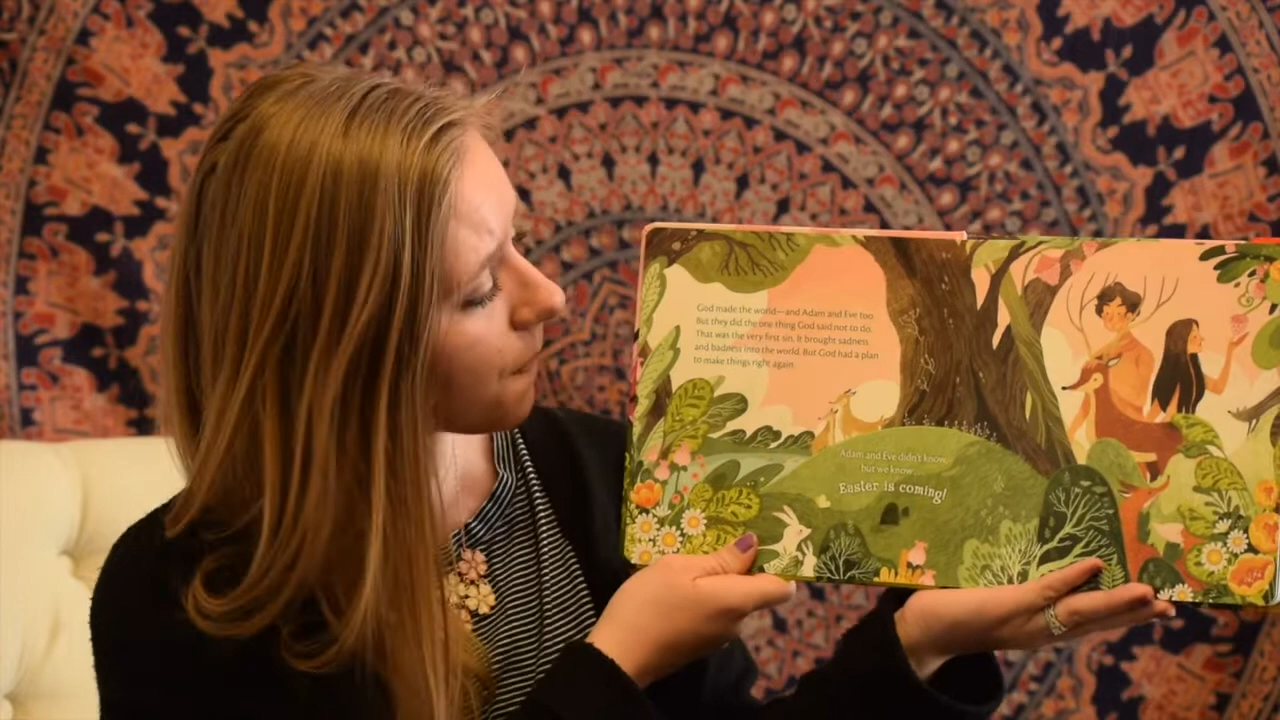 God made the world—and Adam and Eve too.
But they did the one thing God said not to do.
That was the very first sin. It brought sadness
and badness into the world. But God had a plan
to make things right again.
Adam and Eve didn't know,
but we know...
Easter is coming!